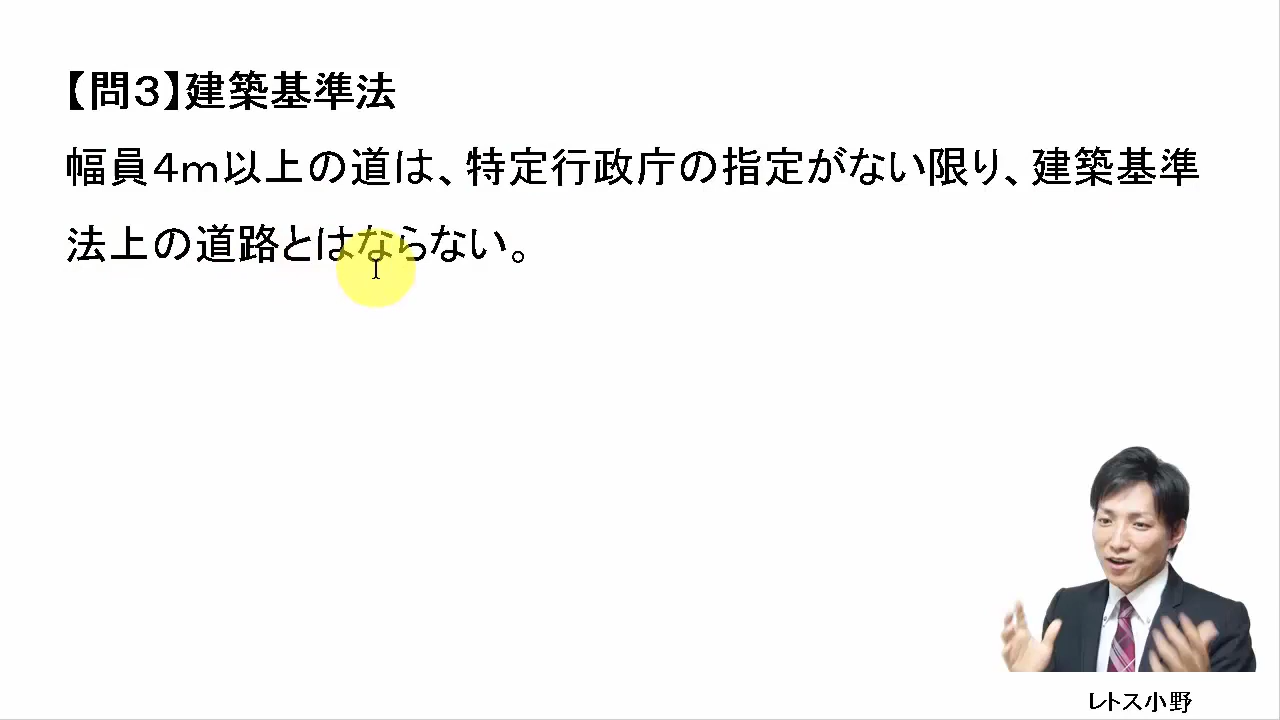 【問３】建築基準法
幅員４ｍ以上の道は、特定行政庁の指定がない限り、建築基準
法上の道路とはならない。
レトス小野